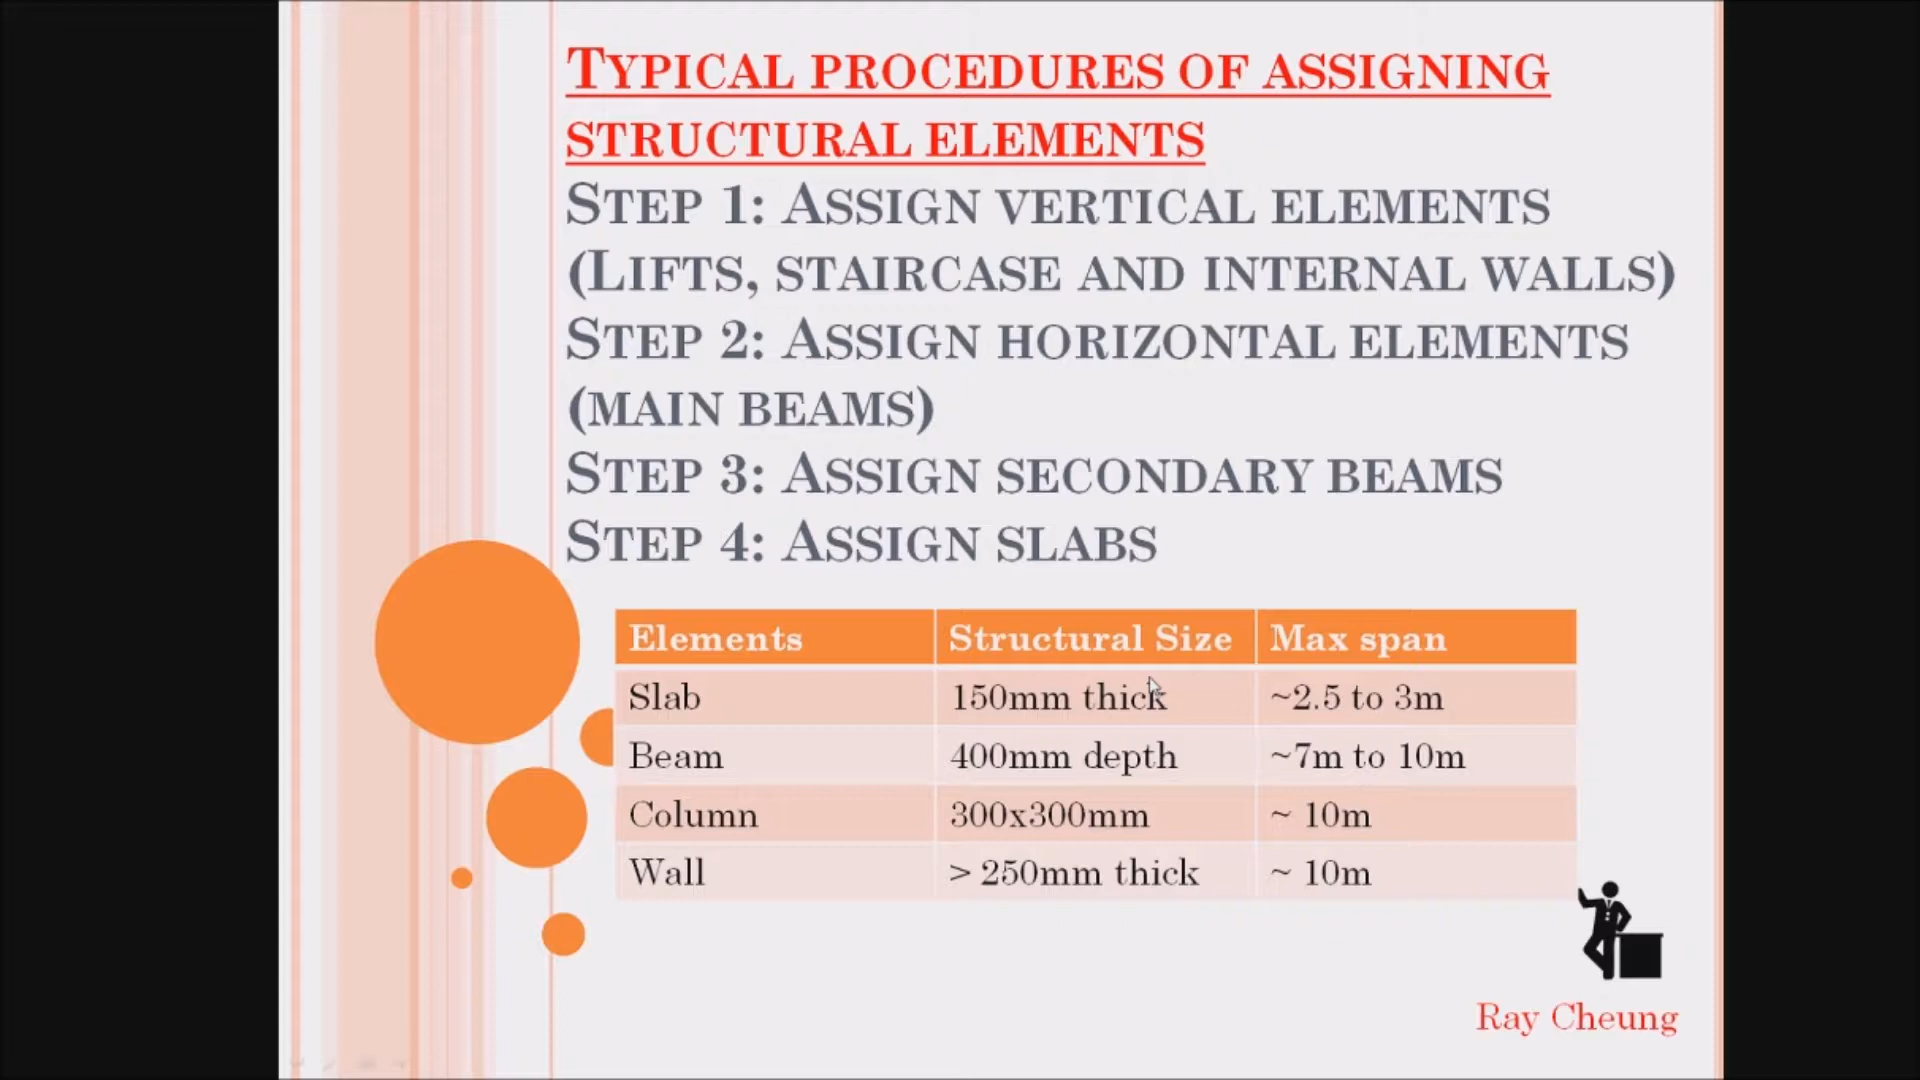 TYPICAL PROCEDURES OF ASSIGNING
STRUCTURAL ELEMENTS
STEP 1: ASSIGN VERTICAL ELEMENTS
(LIFTS, STAIRCASE AND INTERNAL WALLS)
STEP 2: ASSIGN HORIZONTAL ELEMENTS
(MAIN BEAMS)
STEP 3: ASSIGN SECONDARY BEAMS
STEP 4: ASSIGN SLABS
Elements Structural Size Max span
Slab 150mm thick ~2.5 to 3m
Beam 400mm depth ~7m to 10m
Column 300x300mm ~ 10m
Wall > 250mm thick ~ 10m
Ray Cheung